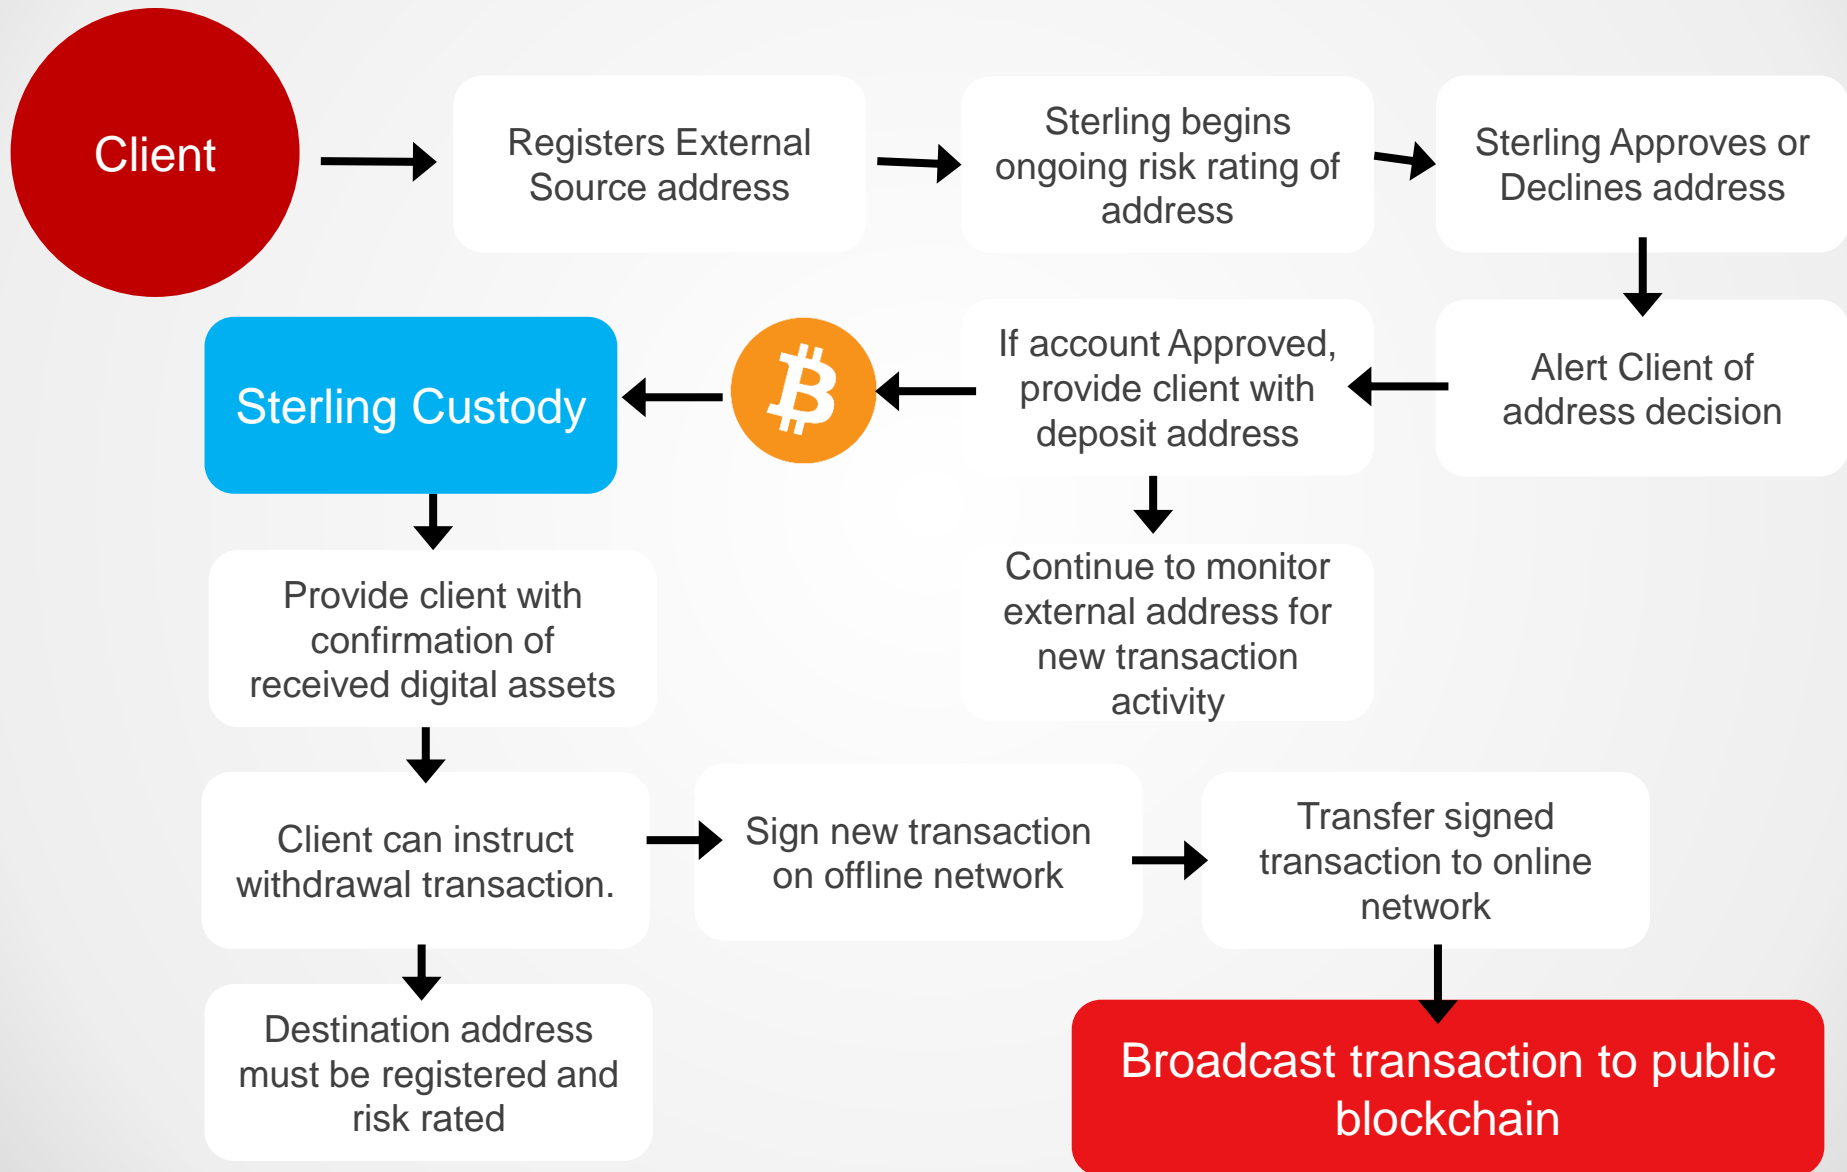 Client
Registers External
Source address
Sterling begins
ongoing risk rating of
address
Sterling Approves or
Declines address
Alert Client of
address decision
If account Approved,
provide client with
deposit address
Sterling Custody
Continue to monitor
external address for
new transaction
activity
Provide client with
confirmation of
received digital assets
Client can instruct
withdrawal transaction.
Sign new transaction
on offline network
Transfer signed
transaction to online
network
Destination address
must be registered and
risk rated
Broadcast transaction to public
blockchain